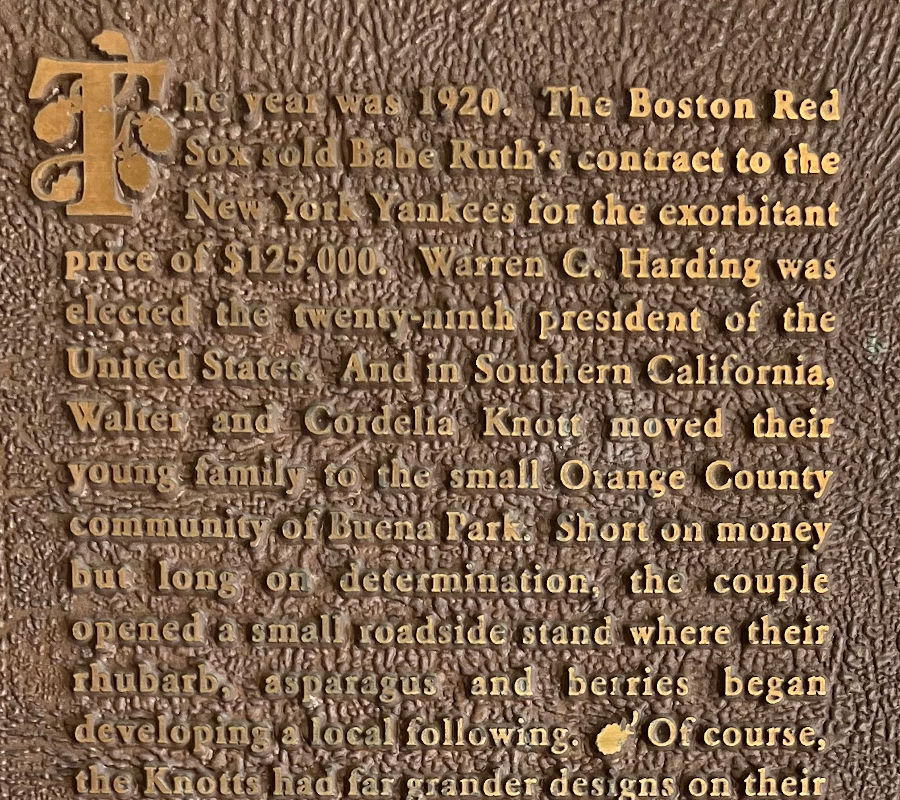 The year was 1920. The Boston Red
Sox sold Babe Ruth's contract to the
New York Yankees for the exorbitant
price of $125,000. Warren G. Harding was
elected the twenty-ninth president of the
United States. And in Southern California,
Walter and Cordelia Knott moved their
young family to the small Orange County
community of Buena Park. Short on money
but long on determination, the couple
opened a small roadside stand where their
rhubarb, asparagus and berries began
developing a local following. Of course,
the Knotts had far grander designs on their